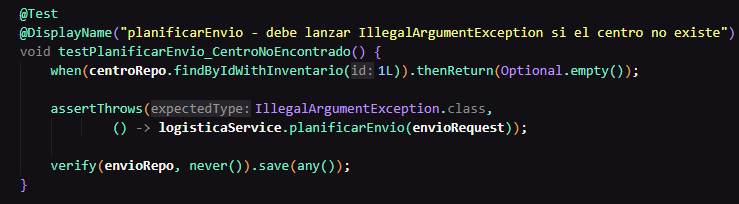 @Test
@DisplayName("planificarEnvio - debe lanzar IllegalArgumentException si el centro no existe")
void testPlanificarEnvio_CentroNoEncontrado() {
when(centroRepo.findByIdWithInventario(id: 1L)).thenReturn(Optional.empty());
assertThrows(expectedType: IllegalArgumentException.class,
() -> logisticaService.planificarEnvio(envioRequest));
verify(envioRepo, never()).save(any());
}